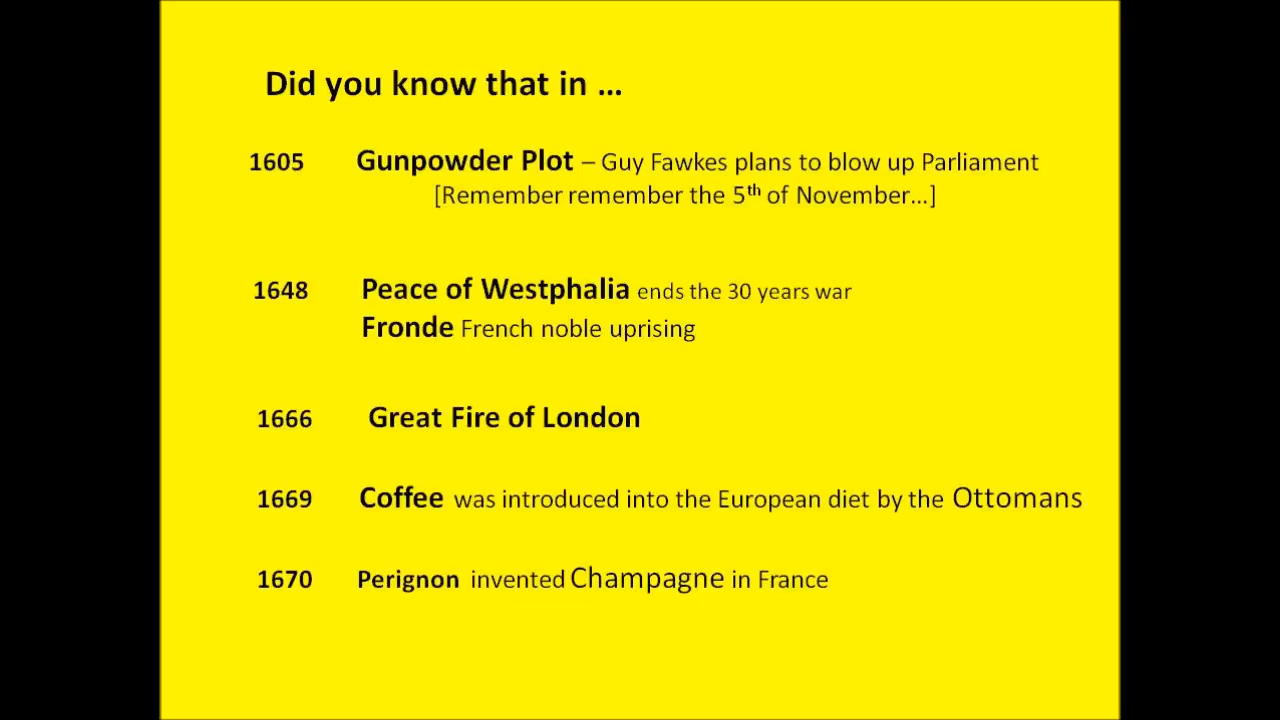 Did you know that in …
1605 Gunpowder Plot – Guy Fawkes plans to blow up Parliament
[Remember remember the 5th of November…]
1648 Peace of Westphalia ends the 30 years war
Fronde French noble uprising
1666 Great Fire of London
1669 Coffee was introduced into the European diet by the Ottomans
1670 Perignon invented Champagne in France